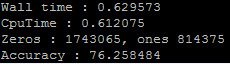 Wall time : 0.629573
CpuTime : 0.612075
Zeros : 1743065, ones 814375
Accuracy : 76.258484